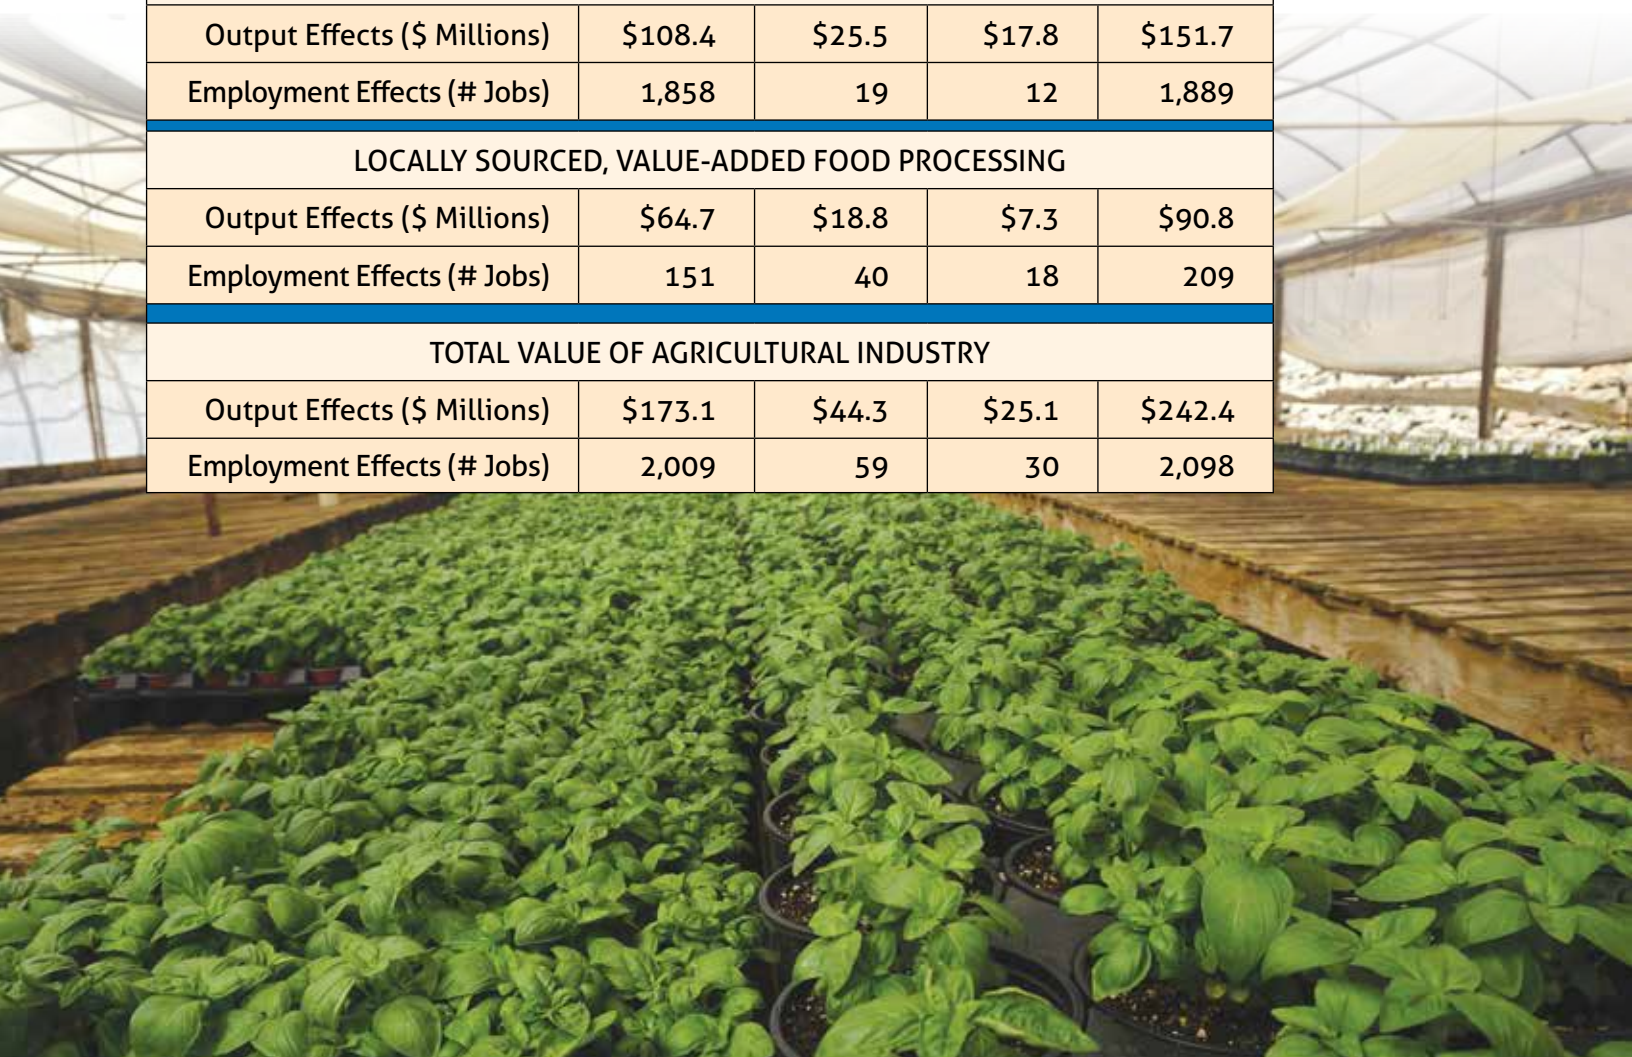 Output Effects ($ Millions) $108.4 $25.5 $17.8 $151.7
Employment Effects (# Jobs) 1,858 19 12 1,889
LOCALLY SOURCED, VALUE-ADDED FOOD PROCESSING
Output Effects ($ Millions) $64.7 $18.8 $7.3 $90.8
Employment Effects (# Jobs) 151 40 18 209
TOTAL VALUE OF AGRICULTURAL INDUSTRY
Output Effects ($ Millions) $173.1 $44.3 $25.1 $242.4
Employment Effects (# Jobs) 2,009 59 30 2,098